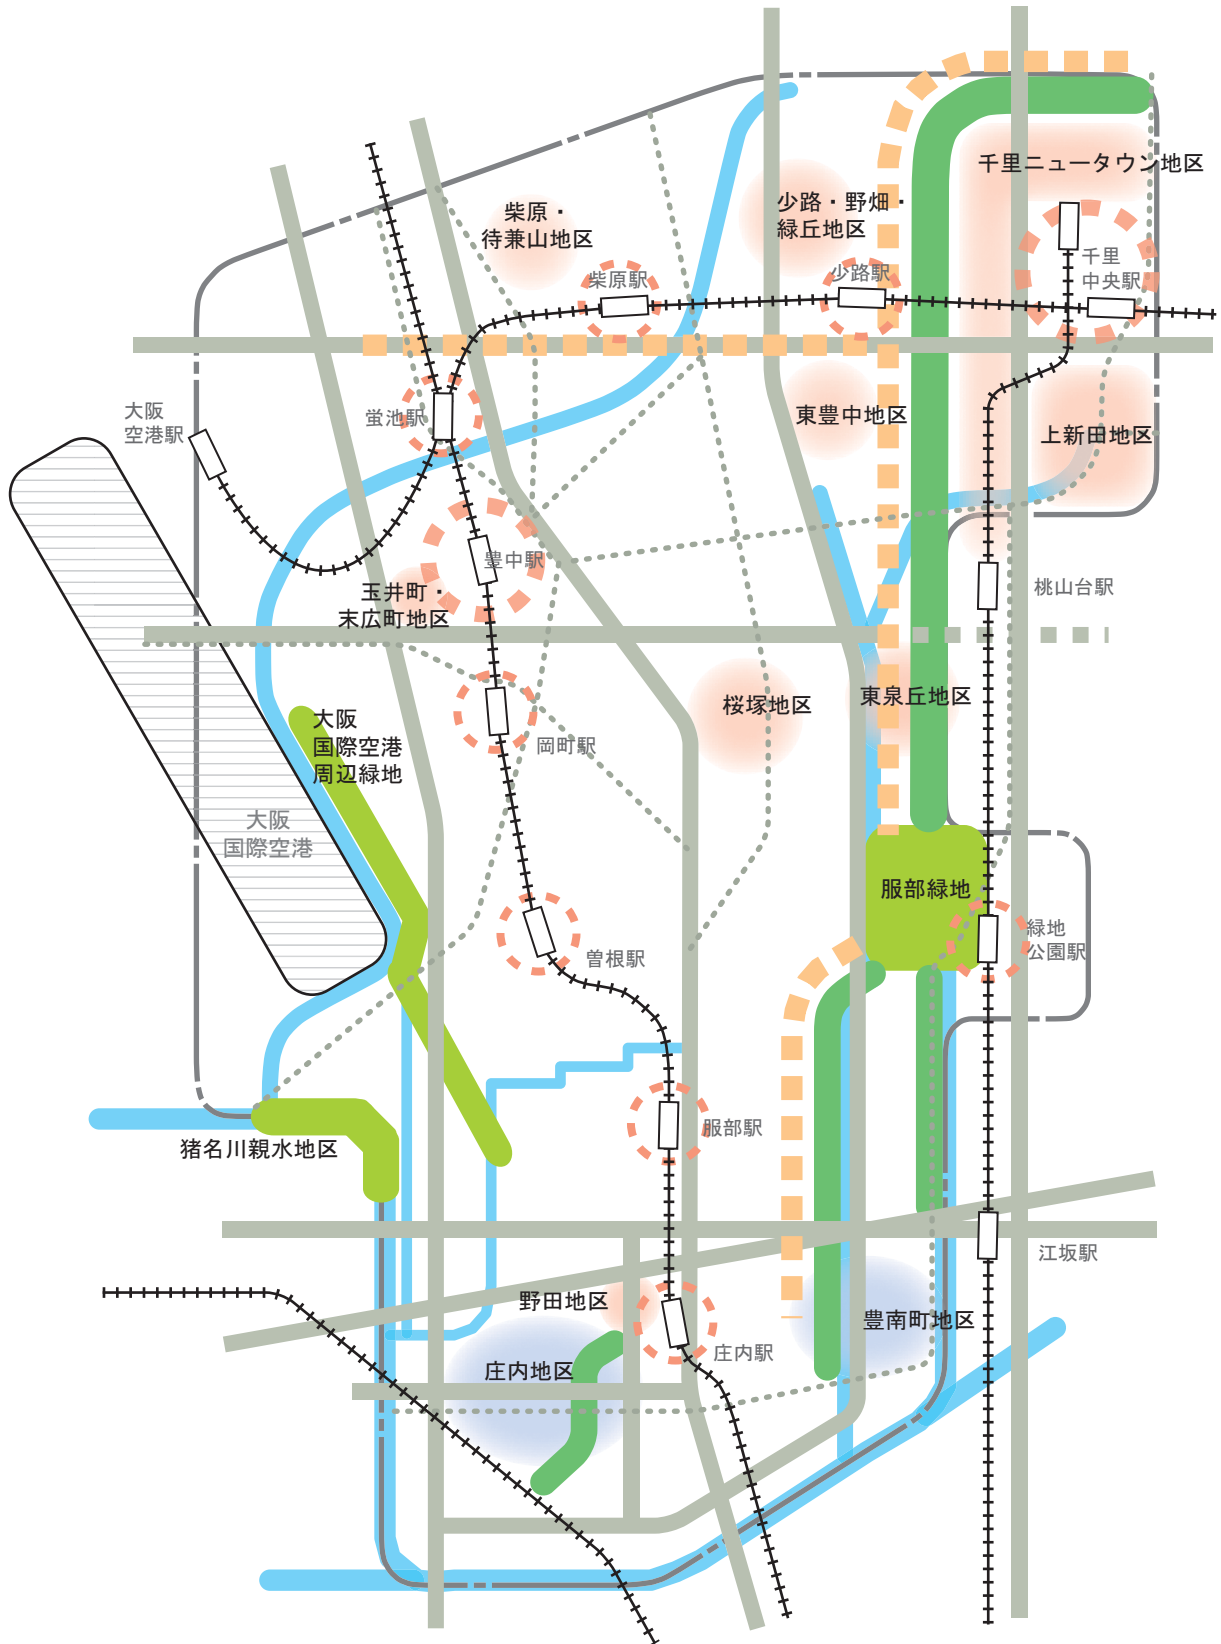 千里ニュータウン地区
柴原・
待兼山地区
少路・野畑・
緑丘地区
柴原駅
少路駅
千里
中央駅
大阪
空港駅
蛍池駅
東豊中地区
上新田地区
豊中駅
玉井町・
末広町地区
桃山台駅
桜塚地区
東泉丘地区
大阪
国際空港
周辺緑地
岡町駅
大阪
国際空港
服部緑地
緑地
公園駅
曽根駅
服部駅
猪名川親水地区
江坂駅
野田地区
豊南町地区
庄内駅
庄内地区